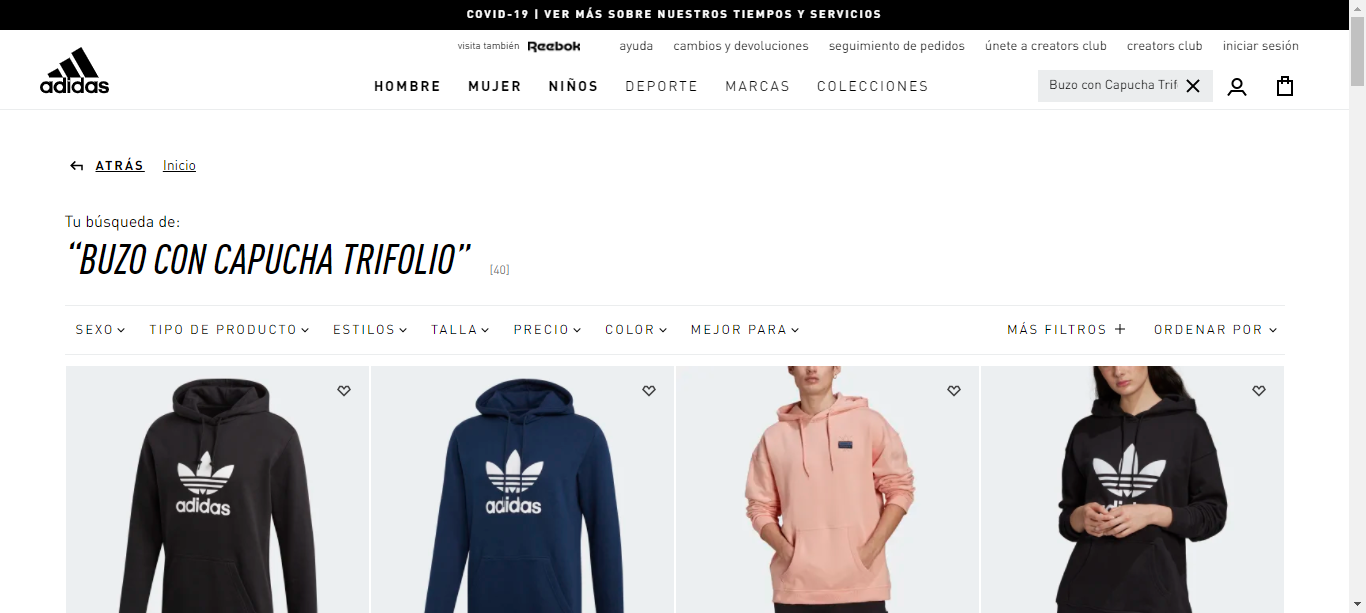 COVID-19 | VER MÁS SOBRE NUESTROS TIEMPOS Y SERVICIOS
visita también Reebok ayuda cambios y devoluciones seguimiento de pedidos únete a creators club creators club iniciar sesión
adidas
HOMBRE MUJER NIÑOS DEPORTE MARCAS COLECCIONES Buzo con Capucha Trif
ATRÁS Inicio
Tu búsqueda de:
“BUZO CON CAPUCHA TRIFOLIO” [40]
SEXO TIPO DE PRODUCTO ESTILOS TALLA PRECIO COLOR MEJOR PARA MÁS FILTROS ORDENAR POR
adidas adidas